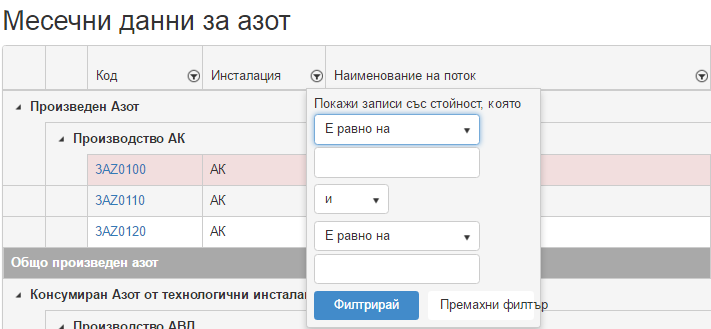 Месечни данни за азот
Код Инсталация Наименование на поток
Произведен Азот
Покажи записи със стойност, която
Е равно на
Производство АК
3AZ0100 АК
3AZ0110 АК
и
3AZ0120 АК
Е равно на
Общо произведен азот
Консумиран Азот от технологични инстала
Филтрирай Премахни филтър
Производство АВД